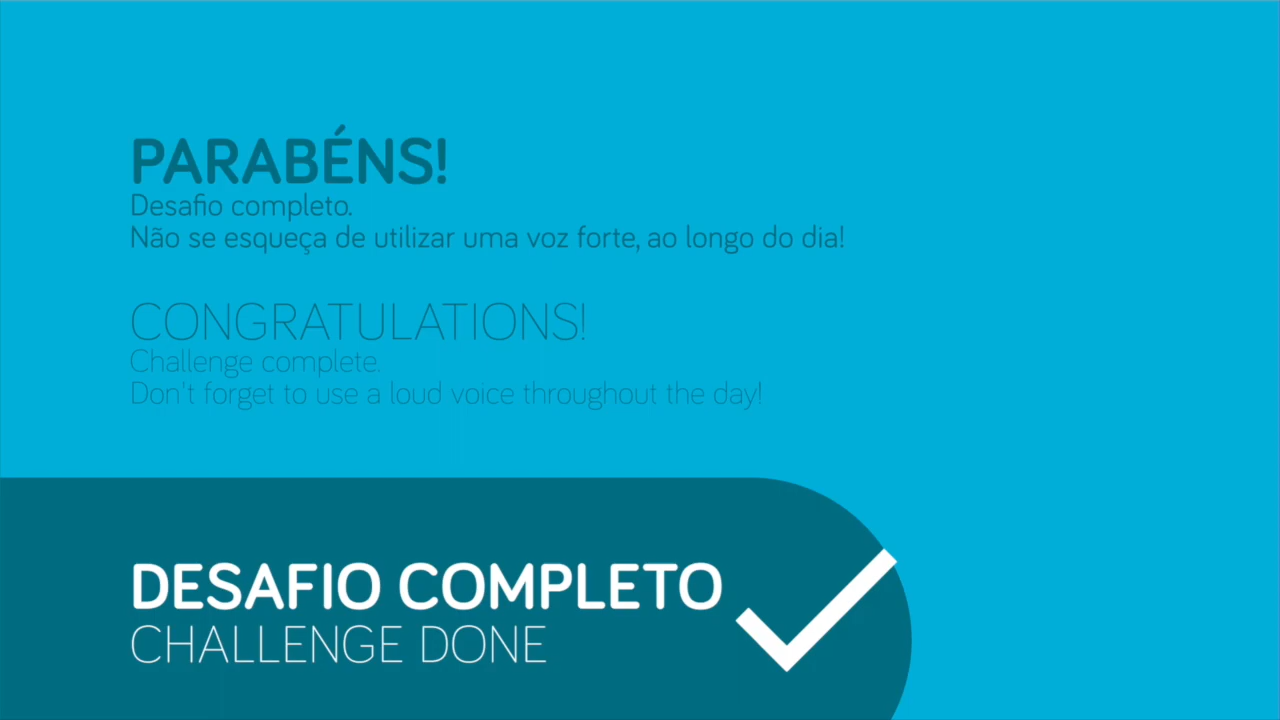 PARABÉNS!
Desafio completo.
Não se esqueça de utilizar uma voz forte, ao longo do dia!
CONGRATULATIONS!
Challenge complete.
Don't forget to use a loud voice throughout the day!
DESAFIO COMPLETO
CHALLENGE DONE